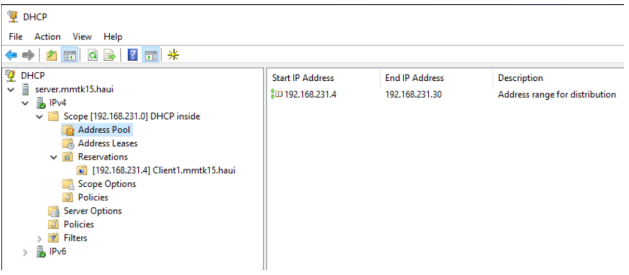 DHCP
File Action View Help
DHCP
server.mmtk15.haui
IPv4
Scope [192.168.231.0] DHCP inside
Address Pool
Address Leases
Reservations
[192.168.231.4] Client1.mmtk15.haui
Scope Options
Policies
Server Options
Policies
Filters
IPv6
Start IP Address End IP Address Description
192.168.231.4 192.168.231.30 Address range for distribution